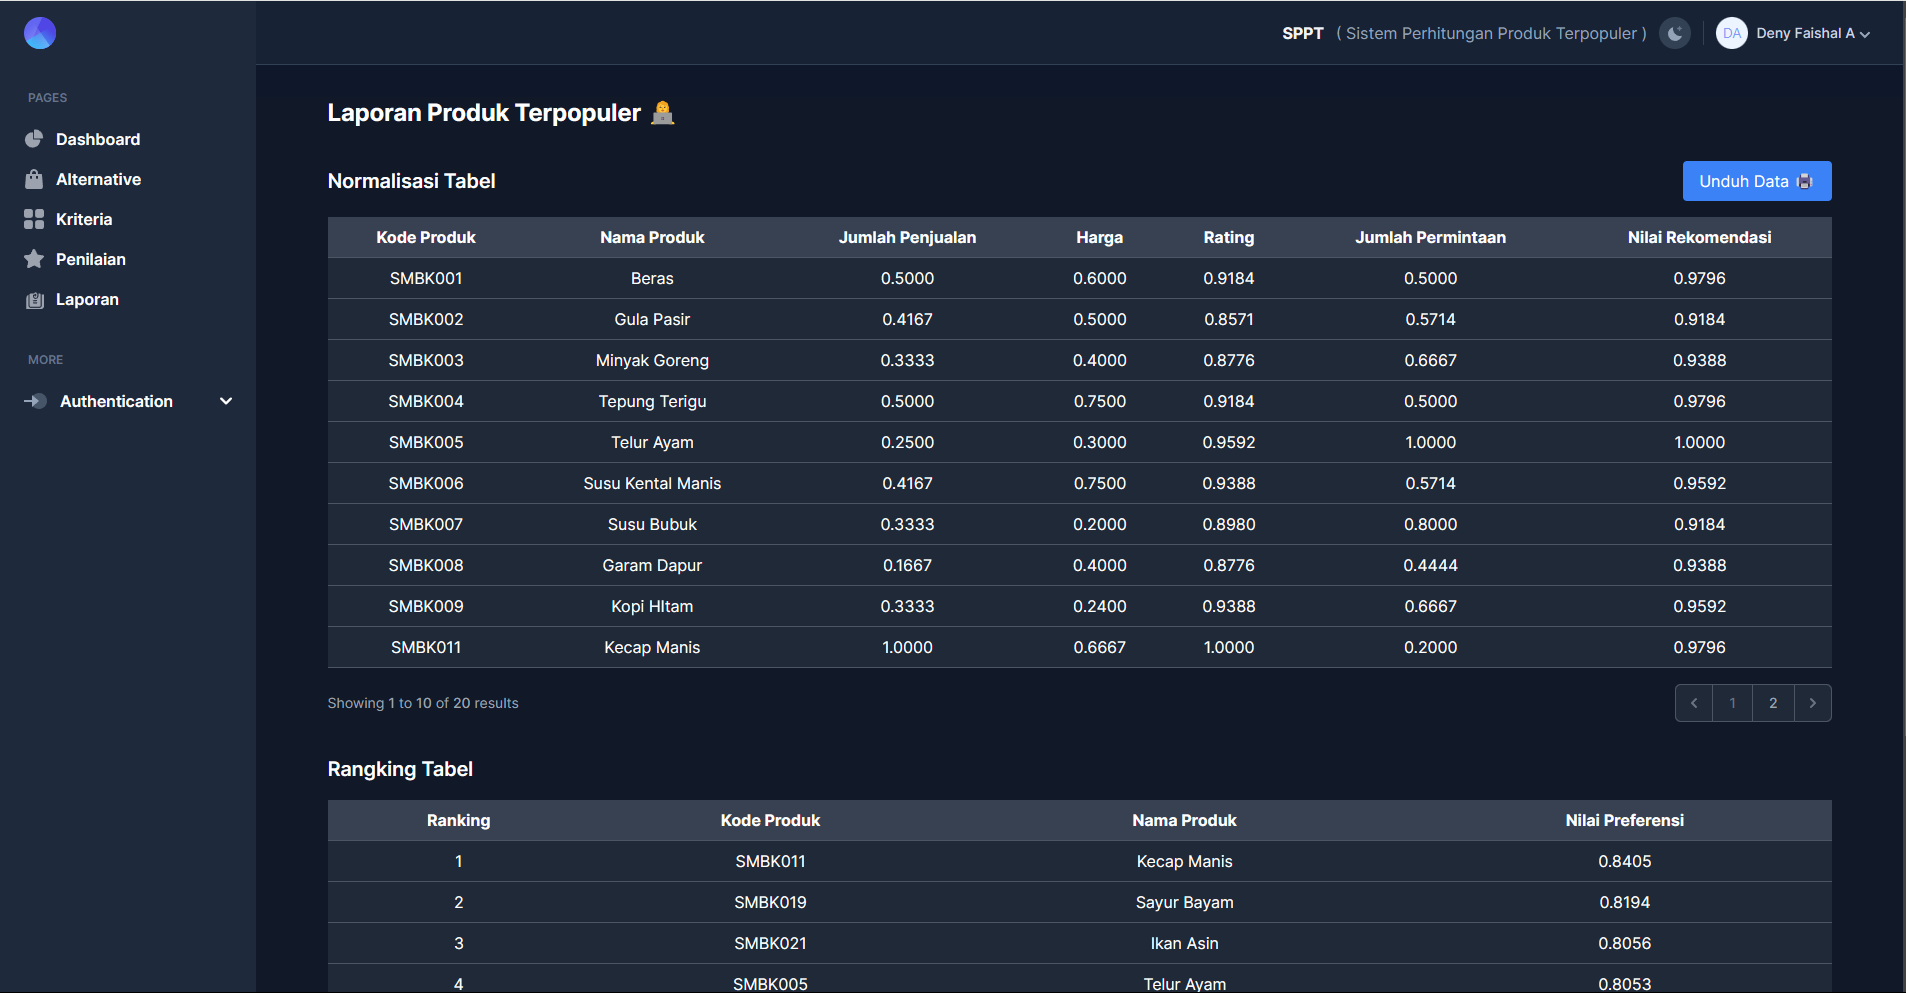 SPPT ( Sistem Perhitungan Produk Terpopuler ) DA Deny Faishal A
PAGES
Dashboard
Alternative
Kriteria
Penilaian
Laporan
MORE
Authentication
Laporan Produk Terpopuler
Normalisasi Tabel
Unduh Data
Kode Produk Nama Produk Jumlah Penjualan Harga Rating Jumlah Permintaan Nilai Rekomendasi
SMBK001 Beras 0.5000 0.6000 0.9184 0.5000 0.9796
SMBK002 Gula Pasir 0.4167 0.5000 0.8571 0.5714 0.9184
SMBK003 Minyak Goreng 0.3333 0.4000 0.8776 0.6667 0.9388
SMBK004 Tepung Terigu 0.5000 0.7500 0.9184 0.5000 0.9796
SMBK005 Telur Ayam 0.2500 0.3000 0.9592 1.0000 1.0000
SMBK006 Susu Kental Manis 0.4167 0.7500 0.9388 0.5714 0.9592
SMBK007 Susu Bubuk 0.3333 0.2000 0.8980 0.8000 0.9184
SMBK008 Garam Dapur 0.1667 0.4000 0.8776 0.4444 0.9388
SMBK009 Kopi HItam 0.3333 0.2400 0.9388 0.6667 0.9592
SMBK011 Kecap Manis 1.0000 0.6667 1.0000 0.2000 0.9796
Showing 1 to 10 of 20 results
1 2
Rangking Tabel
Ranking Kode Produk Nama Produk Nilai Preferensi
1 SMBK011 Kecap Manis 0.8405
2 SMBK019 Sayur Bayam 0.8194
3 SMBK021 Ikan Asin 0.8056
4 SMBK005 Telur Ayam 0.8053